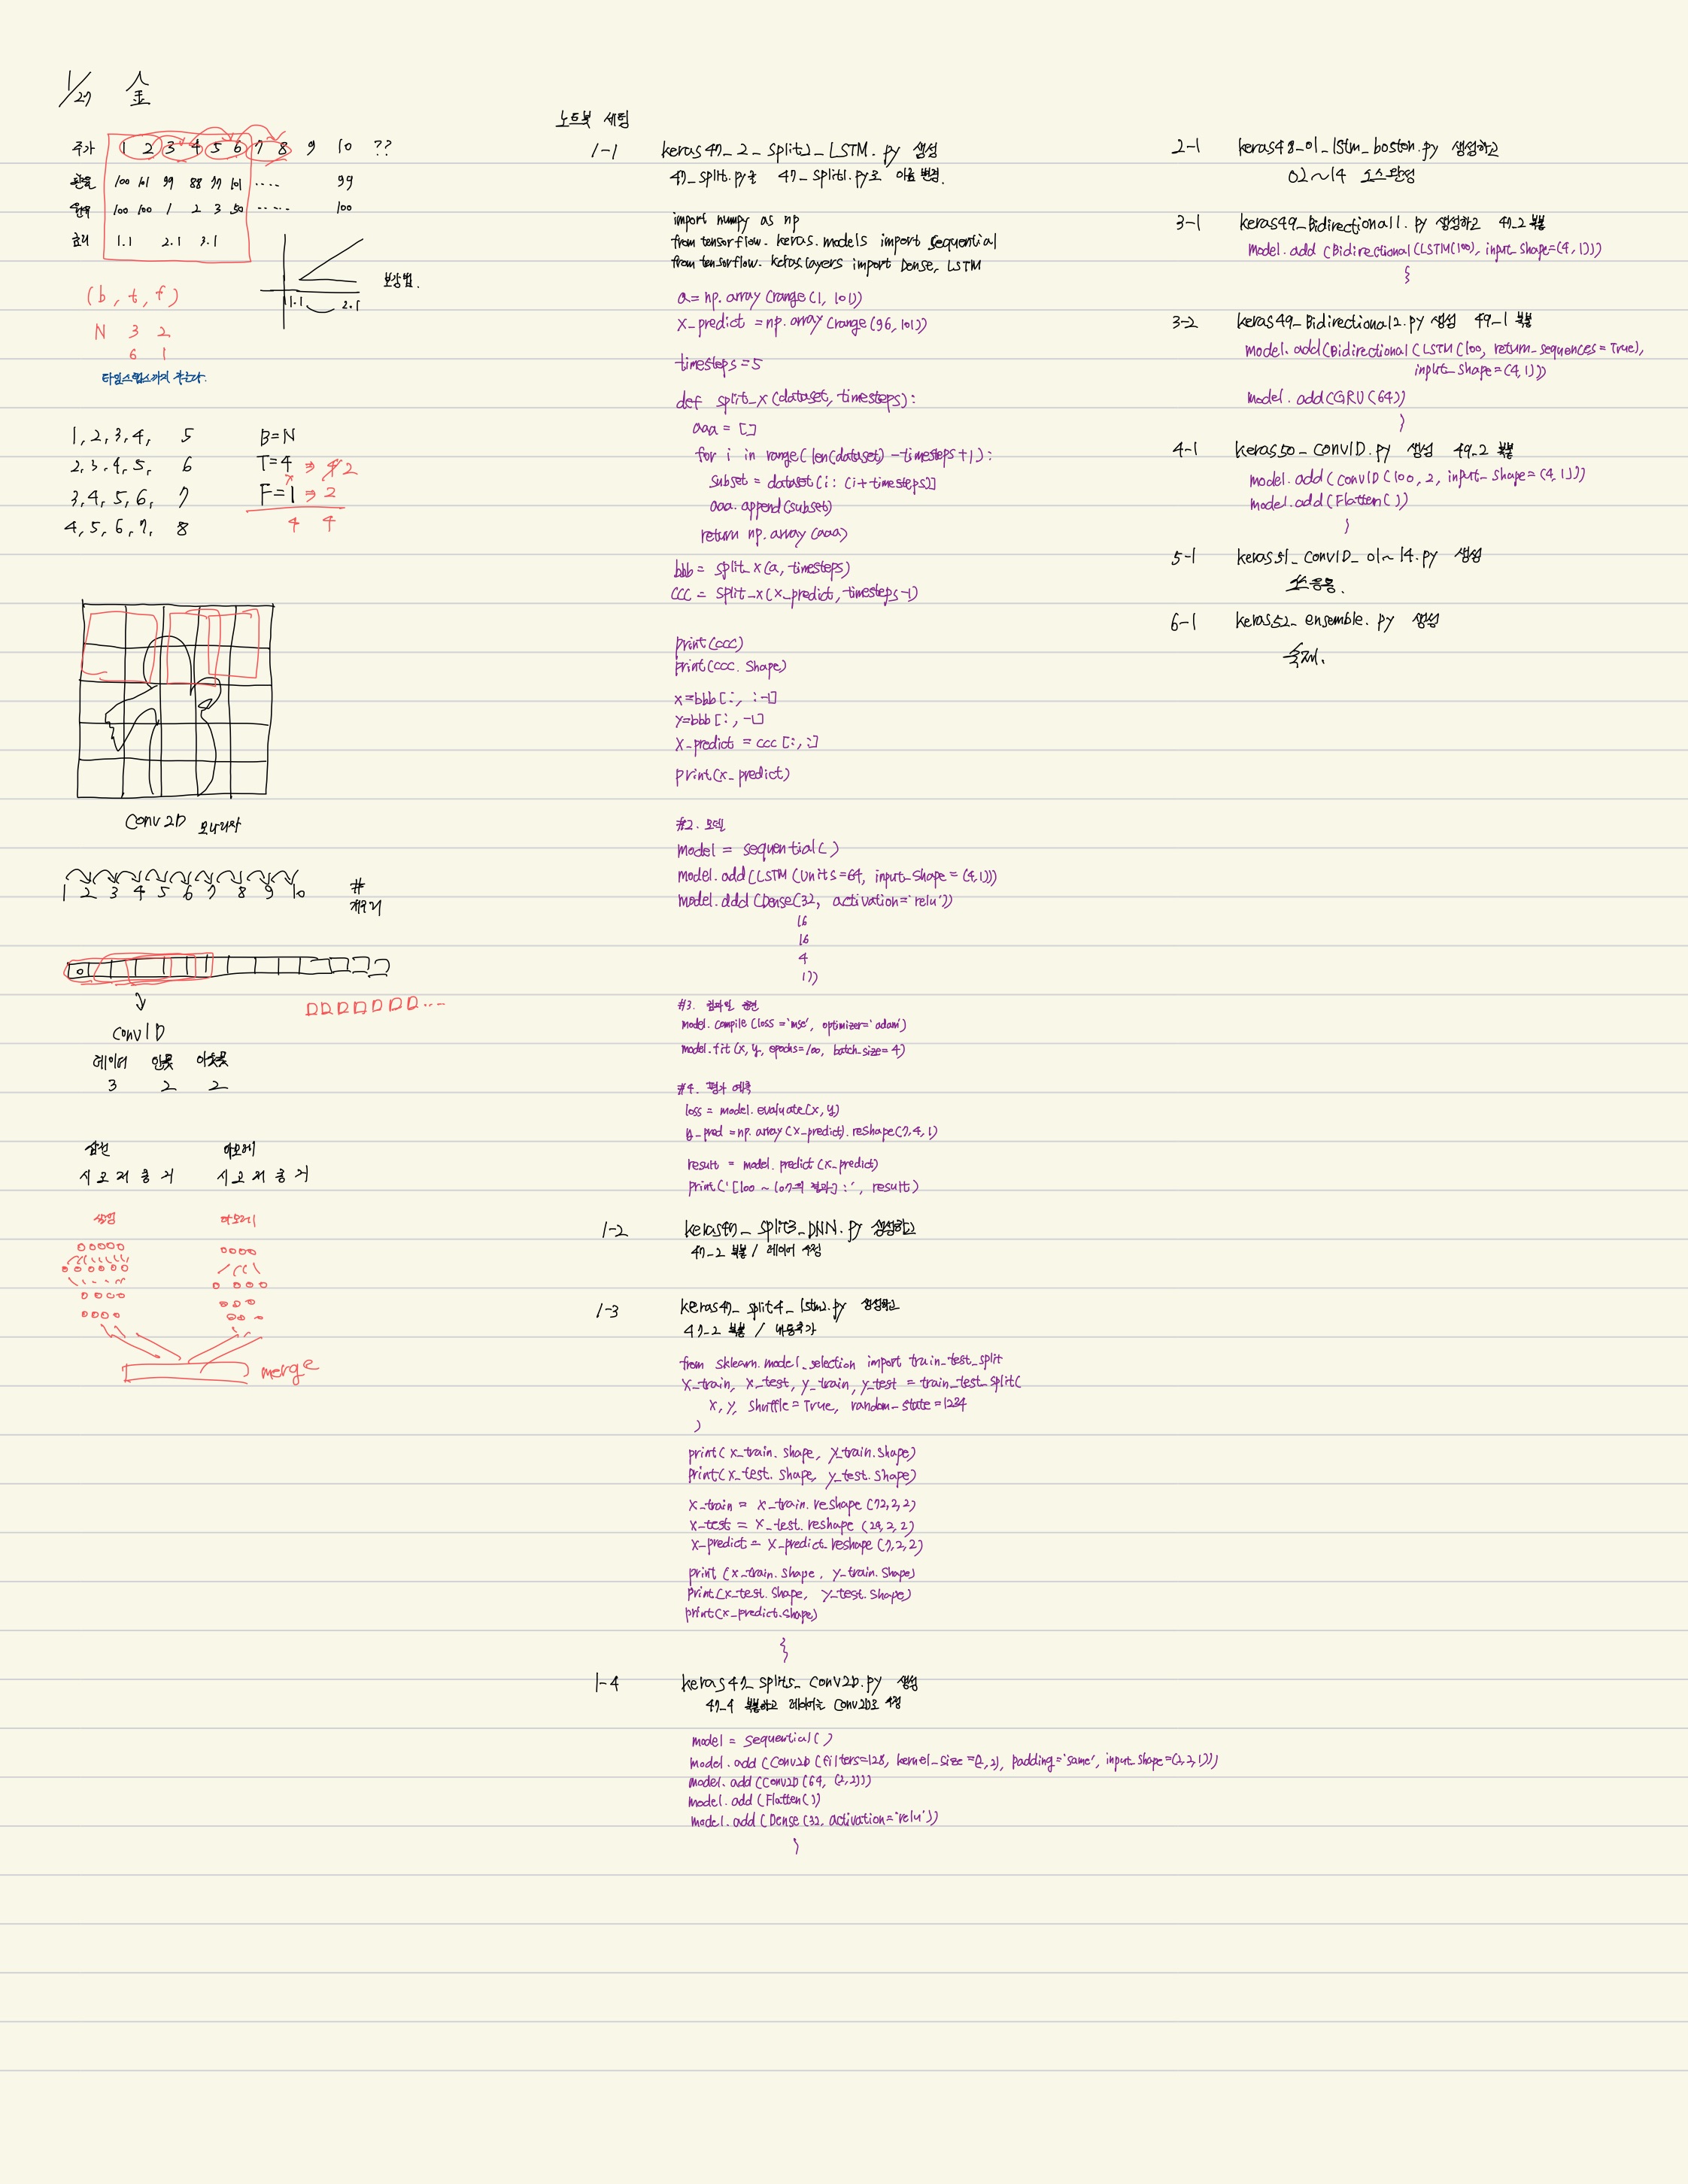 1/27 金
주가 1 2 3 4 5 6 7 8 9 10 ??
환율 100 101 99 88 77 101 ····· 99
100 100 1 2 3 50 ····· 100
금리 1.1 2.1 3.1
1.1 2.1 보강법.
(b, t, f)
N 3 2
6 1
타임스텝스까지 부른다.
1, 2, 3, 4, 5
2, 3, 4, 5, 6
3, 4, 5, 6, 7
4, 5, 6, 7, 8
B=N
T=4 ⇒ 4 2
F=1 ⇒ 2
4 4
Conv2D 모나리자
1 2 3 4 5 6 7 8 9 10
#
↓
Conv1D
데이터 인풋 아웃풋
3 2 2
삼전 아모레
시 고 저 종 거 시 고 저 종 거
삼전 아모레
merge
노트북 세팅
1-1 keras47_2_split2_LSTM.py 생성
47_split.py를 47_split1.py로 이름 변경.
import numpy as np
from tensorflow.keras.models import Sequential
from tensorflow.keras.layers import Dense, LSTM
a = np.array(range(1, 101))
x_predict = np.array(range(96, 101))
timesteps = 5
def split_x(dataset, timesteps):
aaa = []
for i in range(len(dataset) - timesteps + 1):
subset = dataset[i: (i+timesteps)]
aaa.append(subset)
return np.array(aaa)
bbb = split_x(a, timesteps)
ccc = split_x(x_predict, timesteps-1)
print(ccc)
print(ccc.shape)
x=bbb[:, :-1]
y=bbb[:, -1]
x_predict = ccc[:,:]
print(x_predict)
#2. 모델
model = sequential()
model.add(LSTM(units=64, input_shape=(4,1)))
model.add(Dense(32, activation='relu'))
16
16
4
1))
#3. 컴파일 훈련
model.compile(loss='mse', optimizer='adam')
model.fit(x, y, epochs=100, batch_size=4)
#4. 평가 예측
loss = model.evaluate(x, y)
y_pred = np.array(x_predict).reshape(7,4,1)
result = model.predict(x_predict)
print('[100 ~ 107의 결과] :', result)
1-2 keras47_split3_DNN.py 생성하고
47_2 복붙 / 레이어 수정
1-3 keras47_split4_lstm2.py 생성하고
47_2 복붙 / 내용추가
from sklearn.model_selection import train_test_split
x_train, x_test, y_train, y_test = train_test_split(
x, y, shuffle=True, random_state=1234
)
print(x_train.shape, y_train.shape)
print(x_test.shape, y_test.shape)
x_train = x_train.reshape(72,2,2)
x_test = x_test.reshape(24,2,2)
x_predict = x_predict.reshape(7,2,2)
print(x_train.shape, y_train.shape)
print(x_test.shape, y_test.shape)
print(x_predict.shape)
1-4 keras47_split5_Conv2D.py 생성
47_4 복붙하고 레이어는 Conv2D로 수정
model = Sequential()
model.add(Conv2D(filters=128, kernel_size=(2,2), padding='same', input_shape=(2,2,1)))
model.add(Conv2D(64, (2,2)))
model.add(Flatten())
model.add(Dense(32, activation='relu'))
2-1 keras48_01_lstm_boston.py 생성하고
02~14 소스완성
3-1 keras49_Bidirectional1.py 생성하고 47_2 복붙
model.add(Bidirectional(LSTM(100), input_shape=(4,1)))
3-2 keras49_Bidirectional2.py 생성 49_1 복붙
model.add(Bidirectional(LSTM(100, return_sequences=True),
input_shape=(4,1)))
model.add(GRU(64))
4-1 keras50_Conv1D.py 생성 49_2 복붙
model.add(Conv1D(100, 2, input_shape=(4,1)))
model.add(Flatten())
5-1 keras51_Conv1D_01~14.py 생성
6-1 keras52_ensemble.py 생성
숙제.